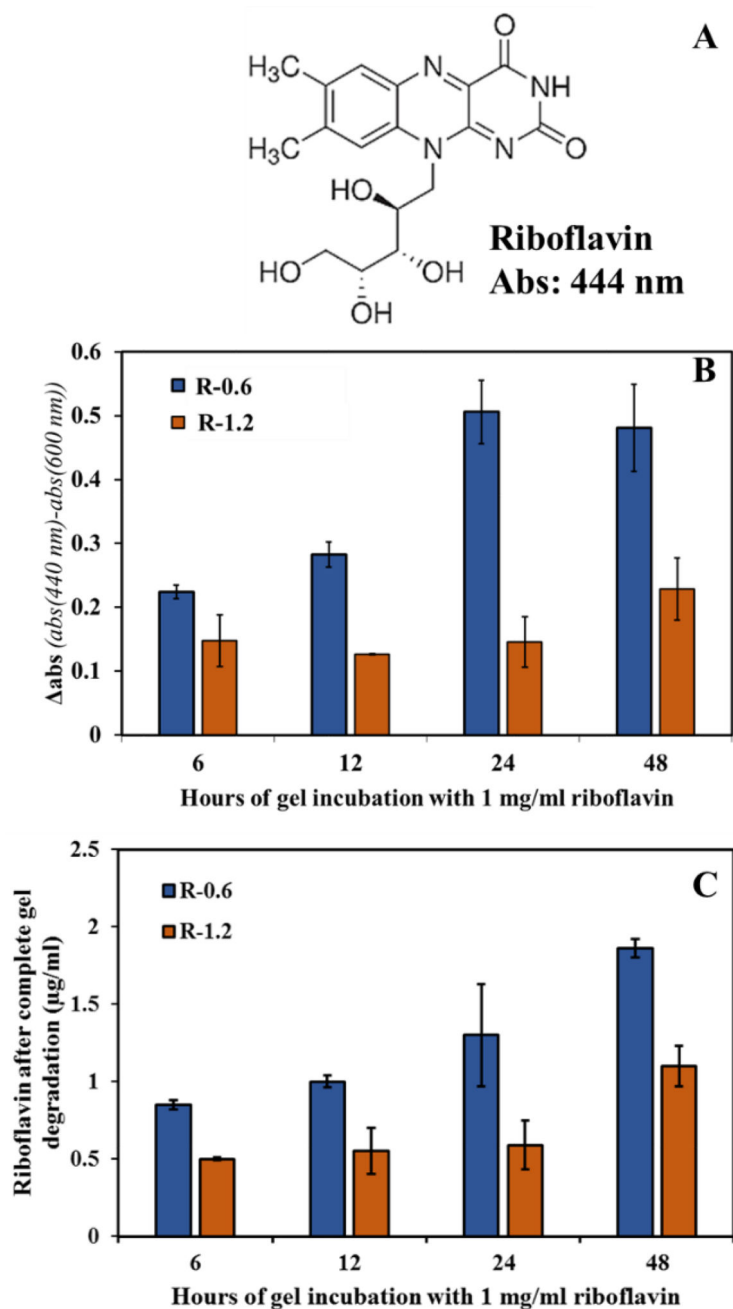 A
O
H₃C
N
NH
H₃C
N
N
O
HO
HO
OH
OH
Riboflavin
Abs: 444 nm
B
R-0.6
R-1.2
0.6
0.5
0.4
0.3
0.2
0.1
0
Δabs (abs(440 nm)-abs(600 nm))
6 12 24 48
Hours of gel incubation with 1 mg/ml riboflavin
C
R-0.6
R-1.2
2.5
2
1.5
1
0.5
0
Riboflavin after complete gel
degradation (µg/ml)
6 12 24 48
Hours of gel incubation with 1 mg/ml riboflavin